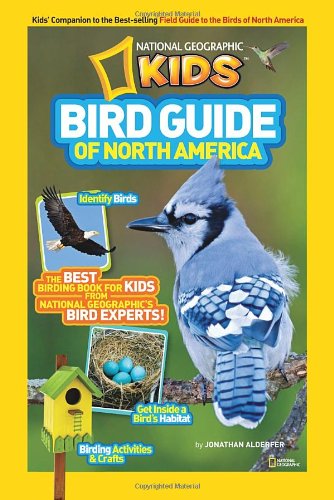 Kids' Companion to the Best-selling Field Guide to the Birds of North America
NATIONAL GEOGRAPHIC
KIDS™
BIRD GUIDE
OF NORTH AMERICA
Identify Birds
THE BEST
BIRDING BOOK FOR KIDS
FROM
NATIONAL GEOGRAPHIC'S
BIRD EXPERTS!
Get Inside a
Bird's Habitat
by JONATHAN ALDERFER
Birding Activities
& Crafts
NATIONAL
GEOGRAPHIC